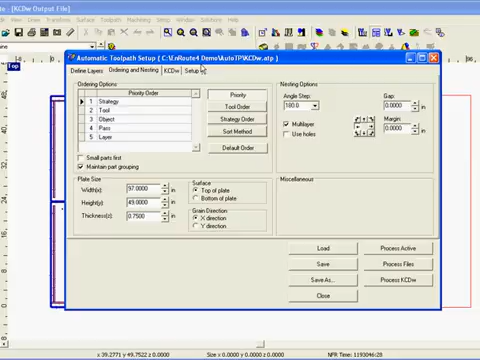 - [KCDw Output File]
View Surface Transform Toolpath Machining Setup Window Help
Top
Automatic Toolpath Setup ( C:\EnRoute4 Demo\AutoTP\KCDw.atp )
Define Layers Ordering and Nesting KCDw Setup
Ordering Options
Priority Order
1 Strategy
2 Tool
3 Object
4 Pass
5 Layer
Priority
Tool Order
Strategy Order
Sort Method
Default Order
Small parts first
Maintain part grouping
Nesting Options
Angle Step:
180.0
Gap:
0.0000 in
Multilayer
Use holes
Margin:
0.0000 in
Plate Size
Width(x): 97.0000 in
Height(y): 49.0000 in
Thickness(z): 0.7500 in
Surface
Top of plate
Bottom of plate
Grain Direction:
X direction
Y direction
Miscellaneous
Load
Process Active
Save
Process Files
Save As...
Process KCDw
Close
X: 39.2771 Y: 49.7522 Z: 0.0000
Size X:0.0000 Y:0.0000 Z:0.0000
NFR Time: 1193046:28